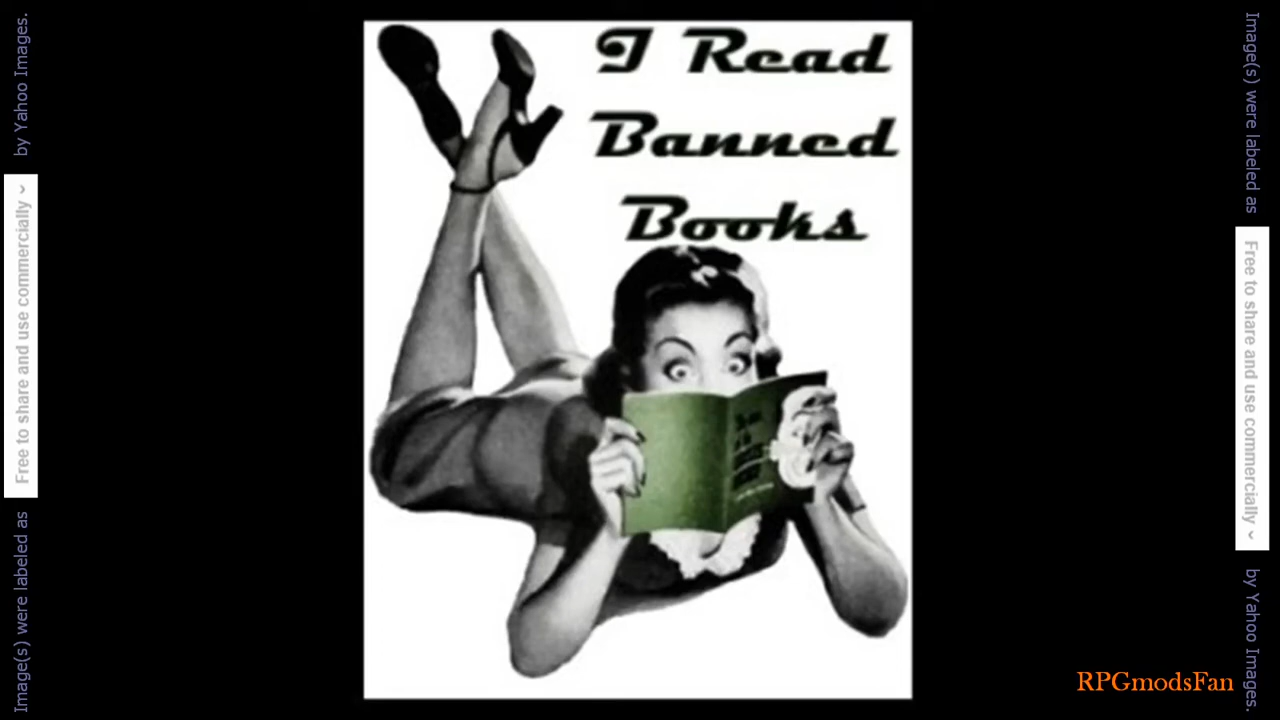 I Read
Banned
Books
Image(s) were labeled as
Free to share and use commercially
by Yahoo Images.
Image(s) were labeled as
Free to share and use commercially
by Yahoo Images.
RPGmodsFan